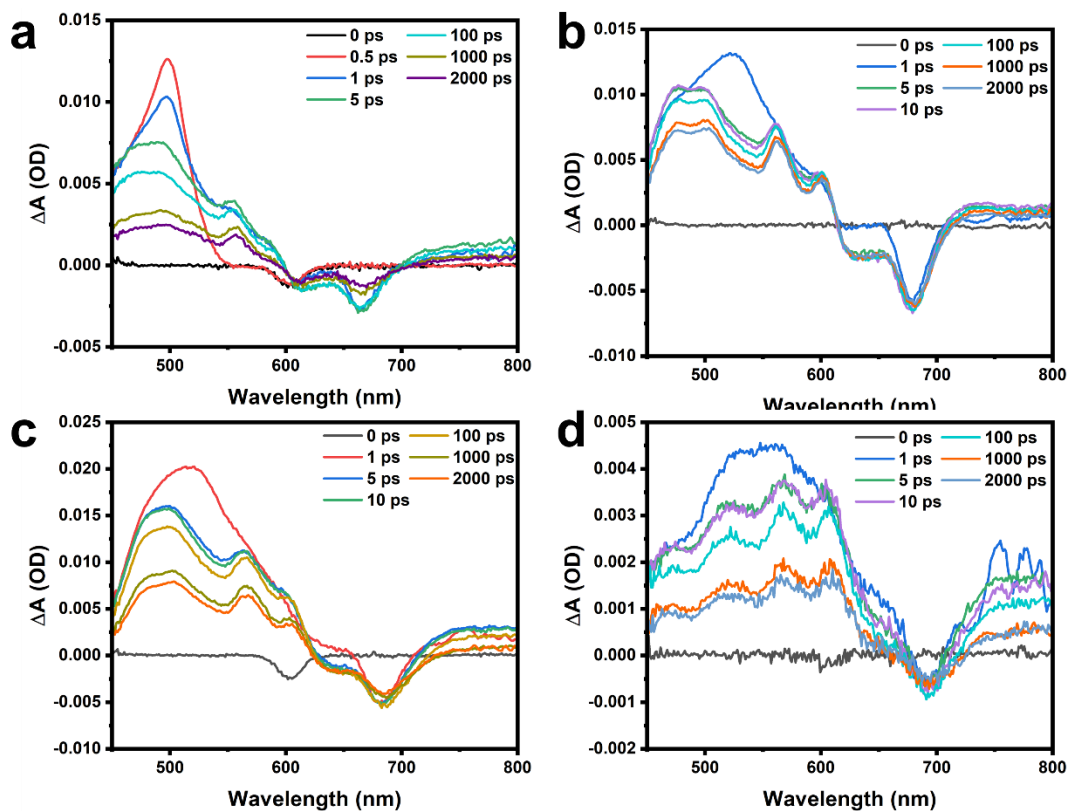 a
0 ps 100 ps
0.5 ps 1000 ps
1 ps 2000 ps
5 ps
0.015
0.010
0.005
0.000
-0.005
ΔA (OD)
500 600 700 800
Wavelength (nm)
b
0 ps 100 ps
1 ps 1000 ps
5 ps 2000 ps
10 ps
0.015
0.010
0.005
0.000
-0.005
-0.010
ΔA (OD)
500 600 700 800
Wavelength (nm)
c
0 ps 100 ps
1 ps 1000 ps
5 ps 2000 ps
10 ps
0.025
0.020
0.015
0.010
0.005
0.000
-0.005
-0.010
ΔA (OD)
500 600 700 800
Wavelength (nm)
d
0 ps 100 ps
1 ps 1000 ps
5 ps 2000 ps
10 ps
0.005
0.004
0.003
0.002
0.001
0.000
-0.001
-0.002
ΔA (OD)
500 600 700 800
Wavelength (nm)